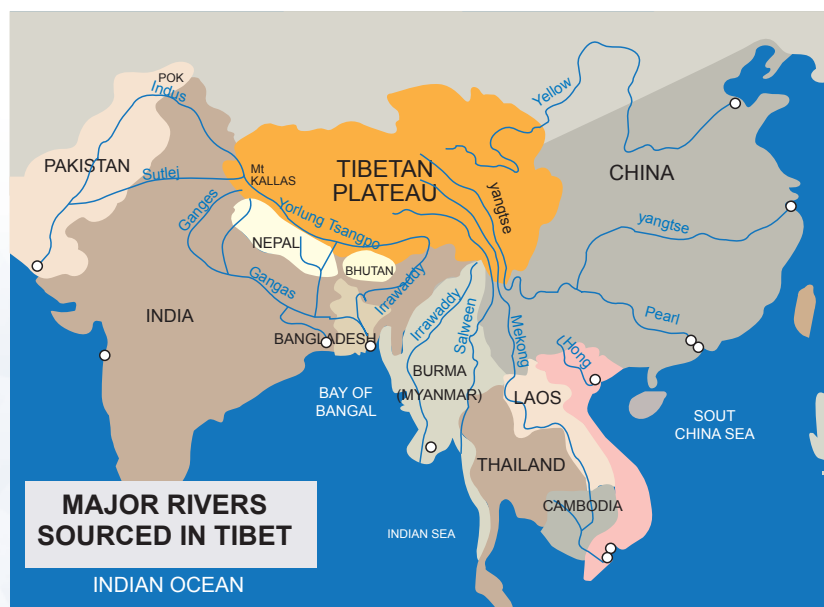 POK
Indus
Yellow
PAKISTAN
Sutlej
Mt
KALLAS
TIBETAN
PLATEAU
CHINA
yangtse
yangtse
Ganges
Yorlung Tsangpo
NEPAL
BHUTAN
Gangas
Irrawaddy
Irrawaddy
Salween
Mekong
Pearl
Hong
INDIA
BANGLADESH
BURMA
(MYANMAR)
LAOS
BAY OF
BANGAL
SOUT
CHINA SEA
THAILAND
CAMBODIA
INDIAN SEA
MAJOR RIVERS
SOURCED IN TIBET
INDIAN OCEAN